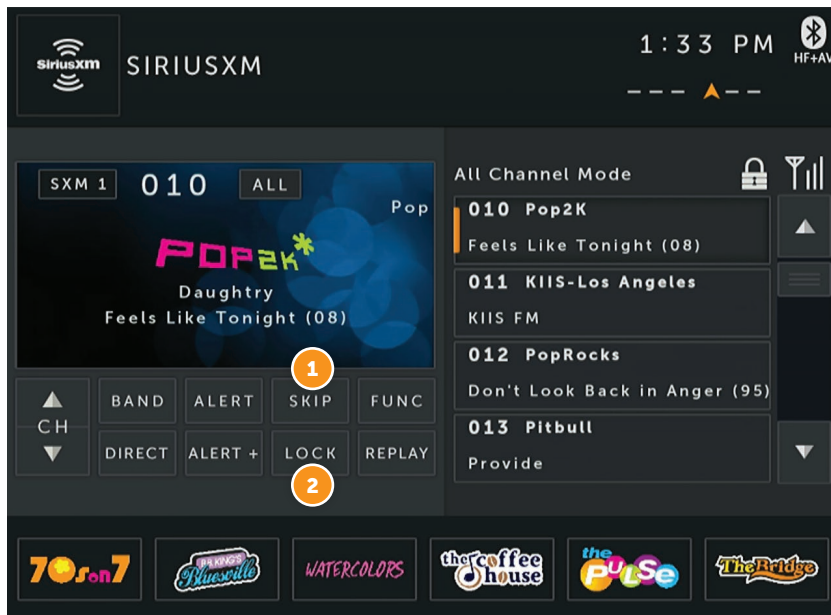 siriusxm
SIRIUSXM
1:33 PM
HF+AV
--- --
SXM 1
010
ALL
Pop
POP2K*
Daughtry
Feels Like Tonight (08)
1
CH
BAND
ALERT
SKIP
FUNC
DIRECT
ALERT +
LOCK
REPLAY
2
All Channel Mode
010 Pop2K
Feels Like Tonight (08)
011 KIIS-Los Angeles
KIIS FM
012 PopRocks
Don't Look Back in Anger (95)
013 Pitbull
Provide
70s on 7
B.B. KING'S
Bluesville
WATERCOLORS
the coffee
house
the
PULSE
The Bridge